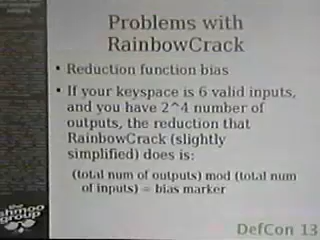 Problems with
RainbowCrack
• Reduction function bias
• If your keyspace is 6 valid inputs,
and you have 2^4 number of
outputs, the reduction that
RainbowCrack (slightly
simplified) does is:
(total num of outputs) mod (total num
of inputs) = bias marker
the
shmoo
group
DefCon 13